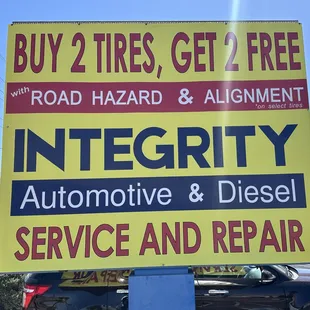 BUY 2 TIRES, GET 2 FREE
with ROAD HAZARD & ALIGNMENT
*on select tires
INTEGRITY
Automotive & Diesel
SERVICE AND REPAIR